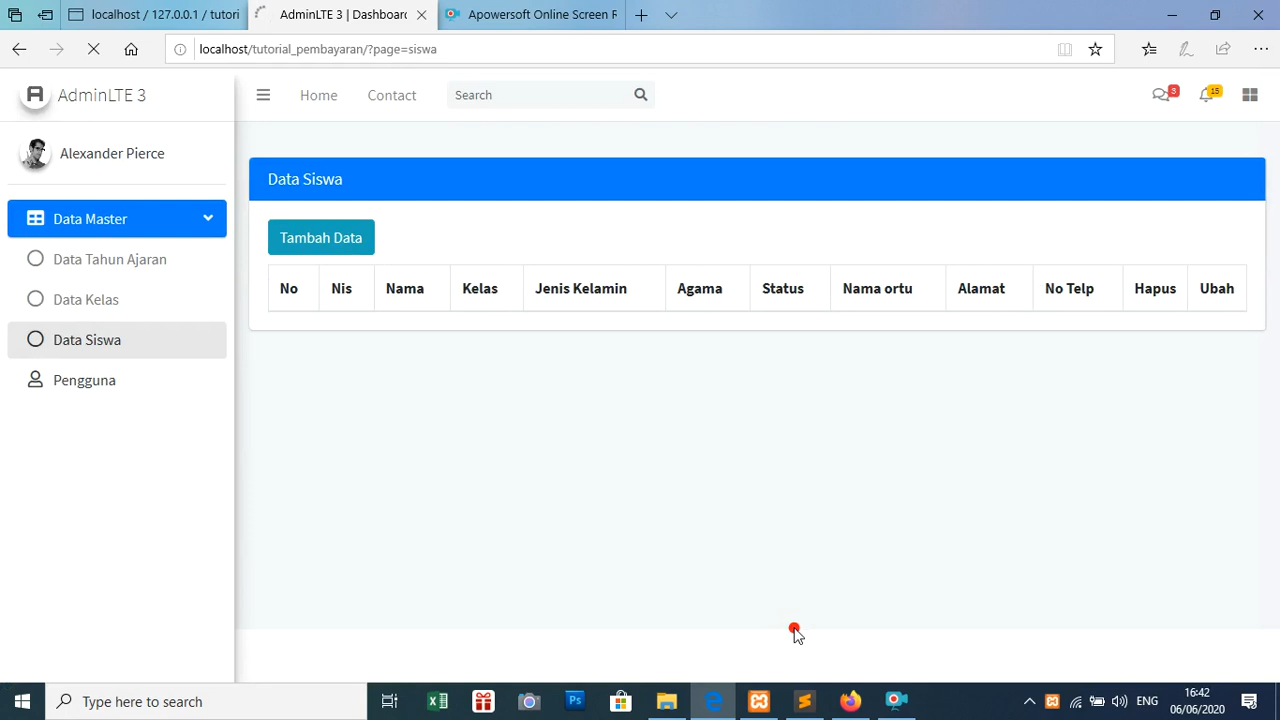 localhost / 127.0.0.1 / tutori
AdminLTE 3 | Dashboard
Apowersoft Online Screen R
localhost/tutorial_pembayaran/?page=siswa
AdminLTE 3
Home
Contact
Search
3
15
Alexander Pierce
Data Master
Data Tahun Ajaran
Data Kelas
Data Siswa
Pengguna
Data Siswa
Tambah Data
No Nis Nama Kelas Jenis Kelamin Agama Status Nama ortu Alamat No Telp Hapus Ubah
Type here to search
Ps
ENG
16:42
06/06/2020